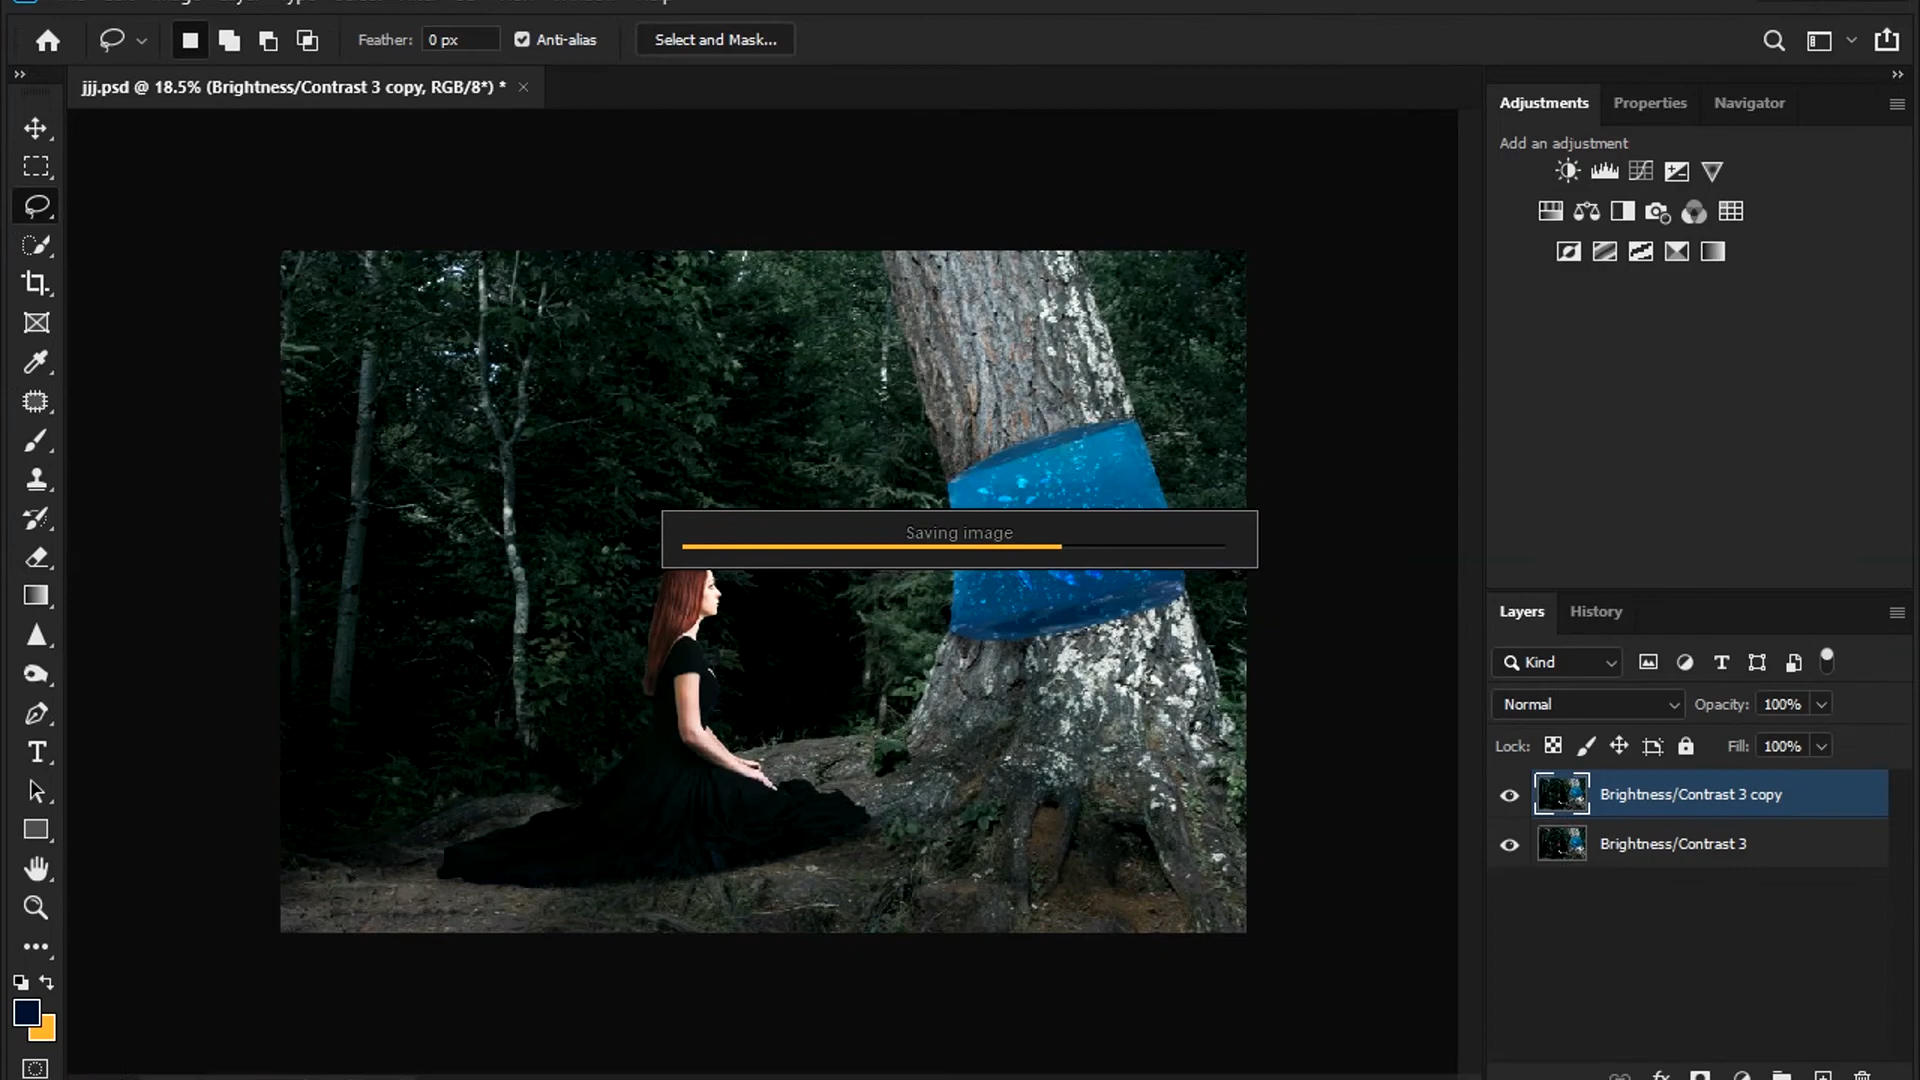 Feather: 0 px Anti-alias Select and Mask...
jjj.psd @ 18.5% (Brightness/Contrast 3 copy, RGB/8*) *
Adjustments Properties Navigator
Add an adjustment
Saving image
Layers History
Kind
Normal Opacity: 100%
Lock: Fill: 100%
Brightness/Contrast 3 copy
Brightness/Contrast 3